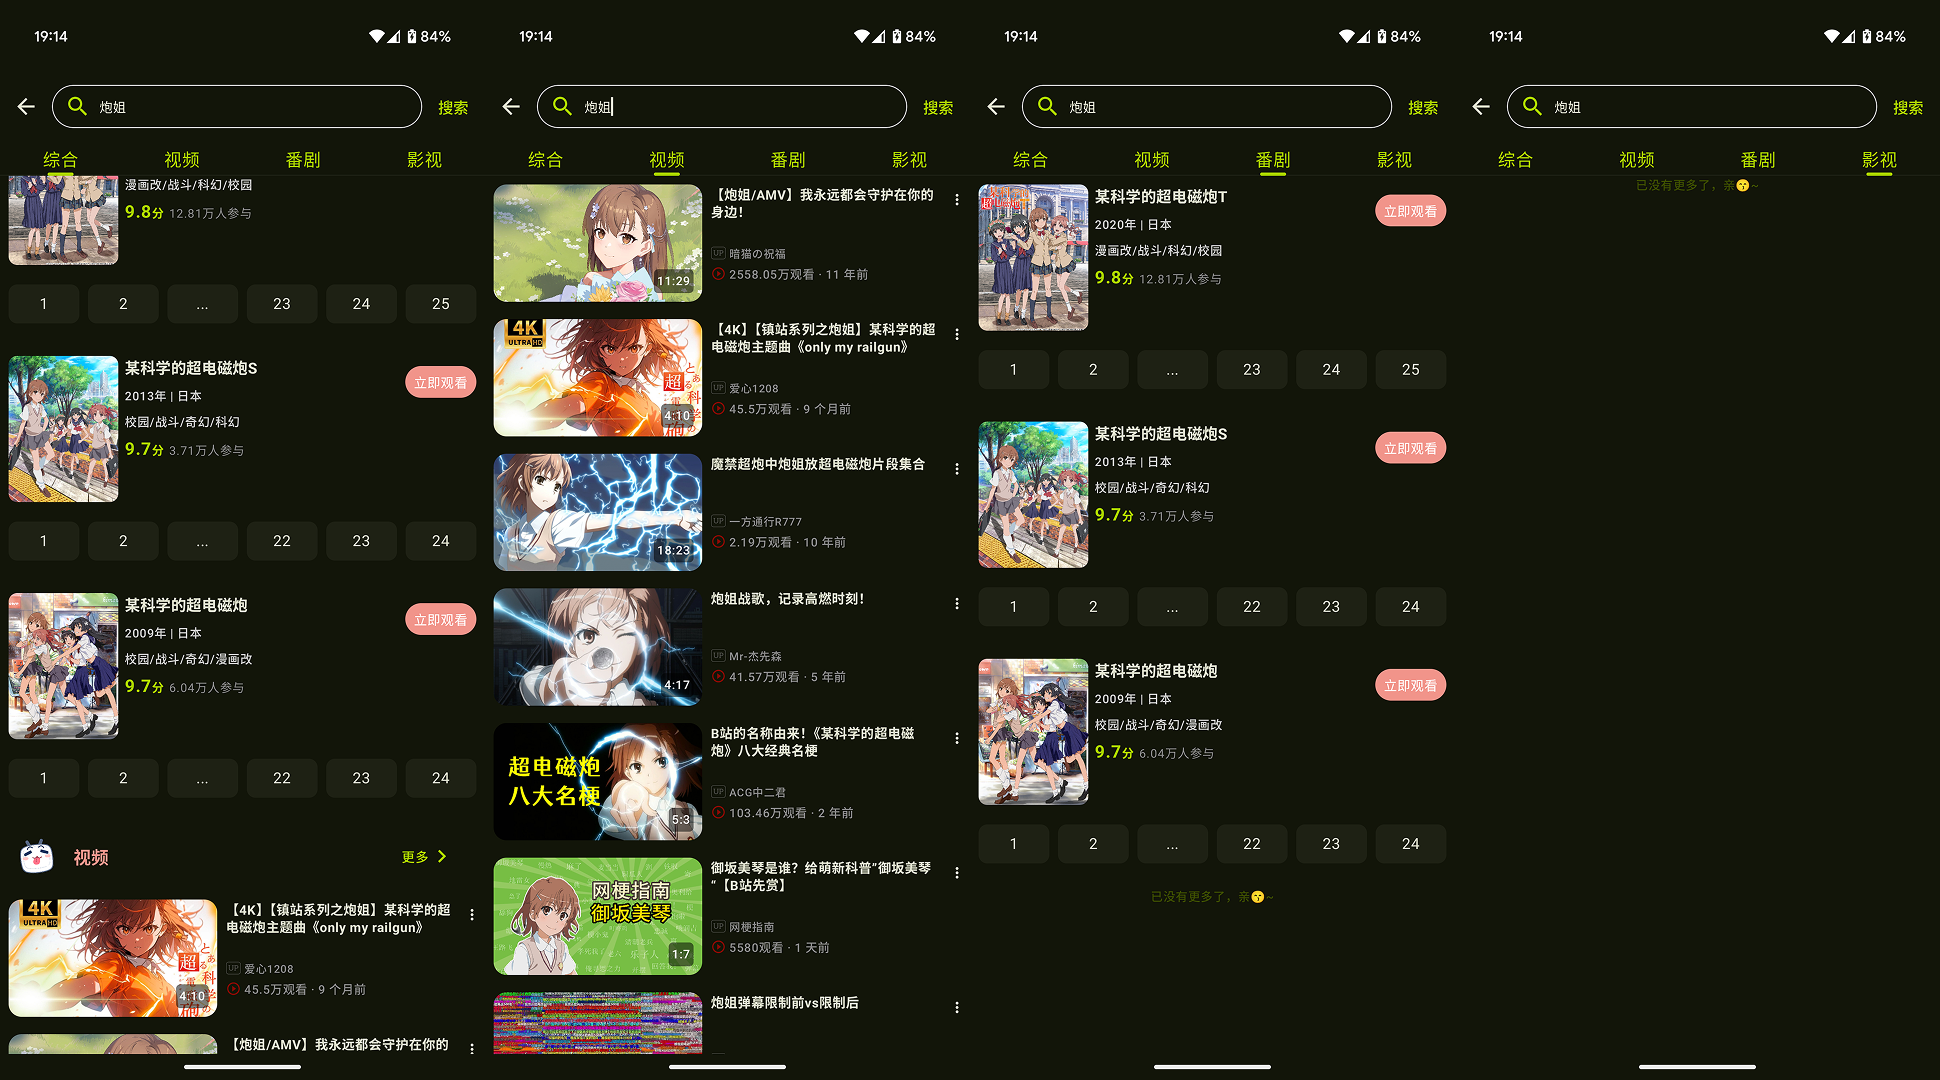 19:14
84%
炮姐
搜索
综合
视频
番剧
影视
漫画改/战斗/科幻/校园
9.8分 12.81万人参与
1
2
...
23
24
25
某科学的超电磁炮S
立即观看
2013年 | 日本
校园/战斗/奇幻/科幻
9.7分 3.71万人参与
1
2
...
22
23
24
某科学的超电磁炮
立即观看
2009年 | 日本
校园/战斗/奇幻/漫画改
9.7分 6.04万人参与
1
2
...
22
23
24
视频
更多
4K
ULTRA HD
超
4:10
【4K】【镇站系列之炮姐】某科学的超
电磁炮主题曲《only my railgun》
UP 爱心1208
45.5万观看 · 9 个月前
【炮姐/AMV】我永远都会守护在你的
19:14
84%
炮姐
搜索
综合
视频
番剧
影视
11:29
【炮姐/AMV】我永远都会守护在你的
身边！
UP 暗猫の祝福
2558.05万观看 · 11 年前
4K
ULTRA HD
超
4:10
【4K】【镇站系列之炮姐】某科学的超
电磁炮主题曲《only my railgun》
UP 爱心1208
45.5万观看 · 9 个月前
18:23
魔禁超炮中炮姐放超电磁炮片段集合
UP 一方通行R777
2.19万观看 · 10 年前
4:17
炮姐战歌，记录高燃时刻！
UP Mr-杰先森
41.57万观看 · 5 年前
超电磁炮
八大名梗
5:3
B站的名称由来！《某科学的超电磁
炮》八大经典名梗
UP ACG中二君
103.46万观看 · 2 年前
网梗指南
御坂美琴
1:7
御坂美琴是谁？给萌新科普”御坂美琴
“【B站先赏】
UP 网梗指南
5580观看 · 1 天前
炮姐弹幕限制前vs限制后
19:14
84%
炮姐
搜索
综合
视频
番剧
影视
某科学的超电磁炮T
立即观看
2020年 | 日本
漫画改/战斗/科幻/校园
9.8分 12.81万人参与
1
2
...
23
24
25
某科学的超电磁炮S
立即观看
2013年 | 日本
校园/战斗/奇幻/科幻
9.7分 3.71万人参与
1
2
...
22
23
24
某科学的超电磁炮
立即观看
2009年 | 日本
校园/战斗/奇幻/漫画改
9.7分 6.04万人参与
1
2
...
22
23
24
已没有更多了，亲😙~
19:14
84%
炮姐
搜索
综合
视频
番剧
影视
已没有更多了，亲😙~